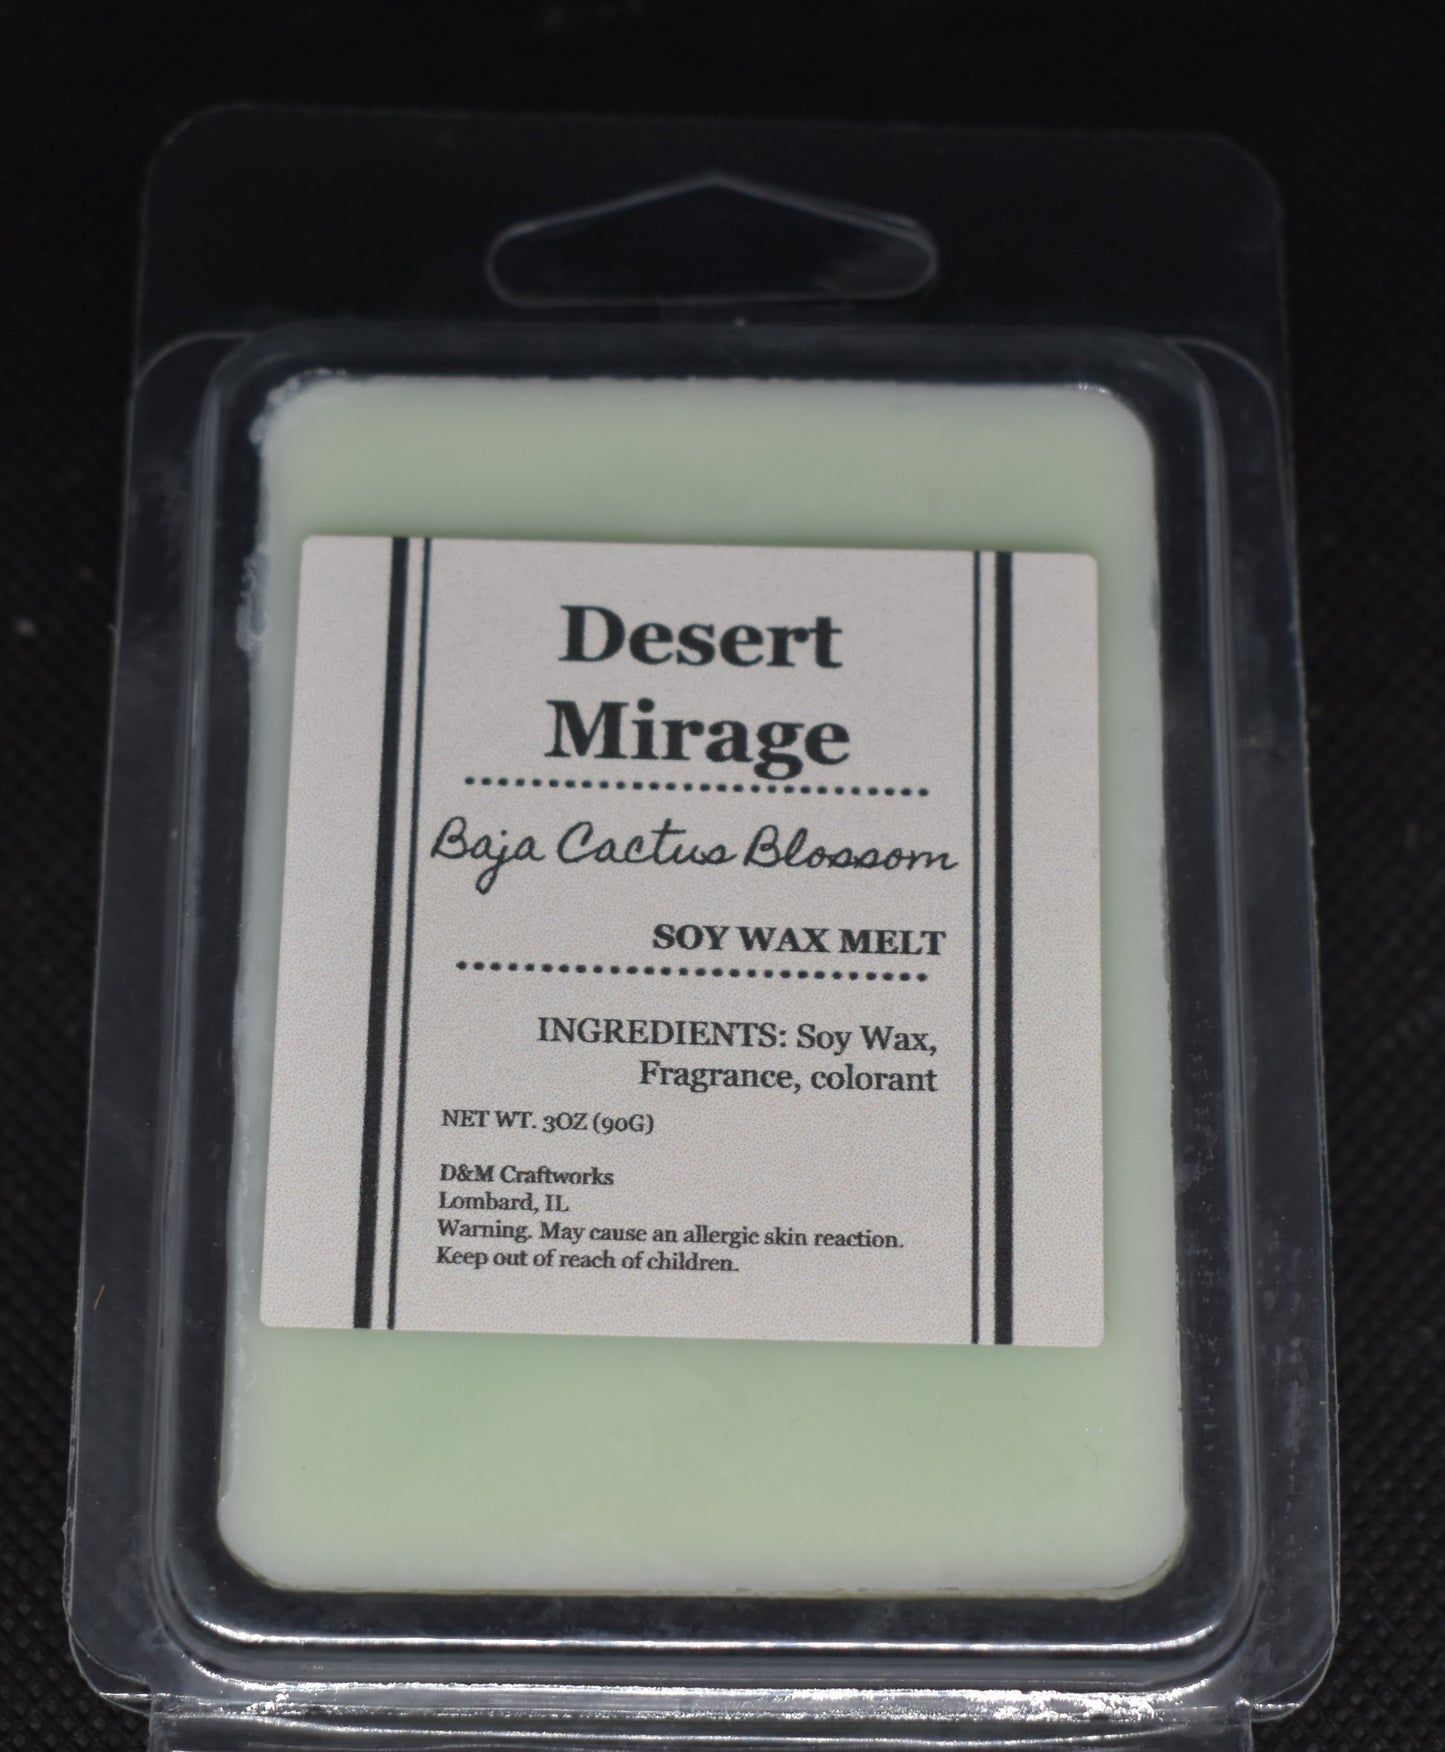 Desert
Mirage
Baja Cactus Blossom
SOY WAX MELT
INGREDIENTS: Soy Wax,
Fragrance, colorant
NET WT. 3OZ (90G)
D&M Craftworks
Lombard, IL
Warning. May cause an allergic skin reaction.
Keep out of reach of children.